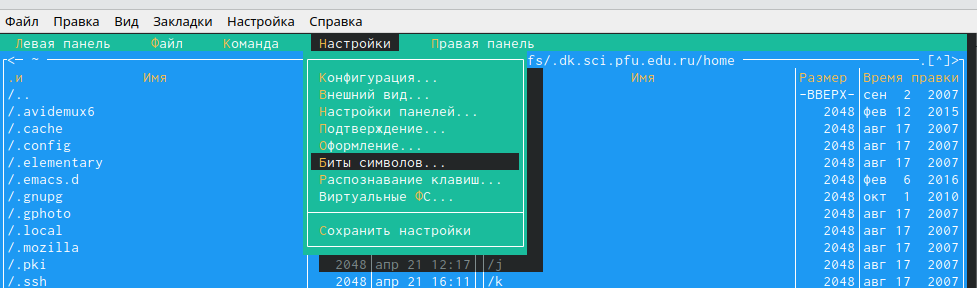 Файл Правка Вид Закладки Настройка Справка
Левая панель Файл Команда Настройки Правая панель
<─ ~ fs/.dk.sci.pfu.edu.ru/home .[^]>
.и Имя Имя Размер Время правки
/.. Конфигурация... -ВВЕРХ- сен 2 2007
/.avidemux6 Внешний вид... 2048 фев 12 2015
/.cache Настройки панелей... 2048 авг 17 2007
/.config Подтверждение... 2048 авг 17 2007
/.elementary Оформление... 2048 авг 17 2007
/.emacs.d Биты символов... 2048 фев 6 2016
/.gnupg Распознавание клавиш... 2048 окт 1 2010
/.gphoto Виртуальные ФС... 2048 авг 17 2007
/.local Сохранить настройки 2048 авг 17 2007
/.mozilla 2048 авг 17 2007
/.pki 2048 апр 21 12:17 /j 2048 авг 17 2007
/.ssh 2048 апр 21 16:11 /k 2048 авг 17 2007